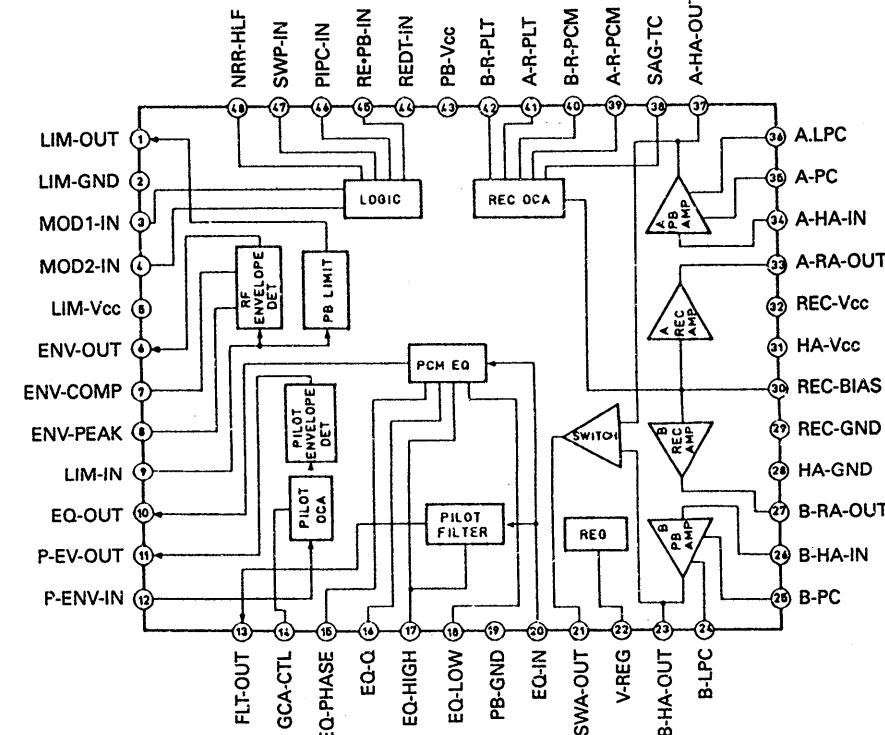 NRR-HLF
SWP-IN
PIPC-IN
RE•PB-IN
REDT-IN
PB-Vcc
B-R-PLT
A-R-PLT
B-R-PCM
A-R-PCM
SAG-TC
A-HA-OUT
48
47
46
45
44
43
42
41
40
39
38
37
LIM-OUT 1
LIM-GND 2
MOD1-IN 3
MOD2-IN 4
LIM-Vcc 5
ENV-OUT 6
ENV-COMP 7
ENV-PEAK 8
LIM-IN 9
EQ-OUT 10
P-EV-OUT 11
P-ENV-IN 12
LOGIC
REC OCA
A PB AMP
RF ENVELOPE DET
PB LIMIT
A REC AMP
PCM EQ
PILOT ENVELOPE DET
SWITCH
B REC AMP
PILOT OCA
PILOT FILTER
REG
B PB AMP
36 A.LPC
35 A-PC
34 A-HA-IN
33 A-RA-OUT
32 REC-Vcc
31 HA-Vcc
30 REC-BIAS
29 REC-GND
28 HA-GND
27 B-RA-OUT
26 B-HA-IN
25 B-PC
13
14
15
16
17
18
19
20
21
22
23
24
FLT-OUT
GCA-CTL
EQ-PHASE
EQ-Q
EQ-HIGH
EQ-LOW
PB-GND
EQ-IN
SWA-OUT
V-REG
B-HA-OUT
B-LPC